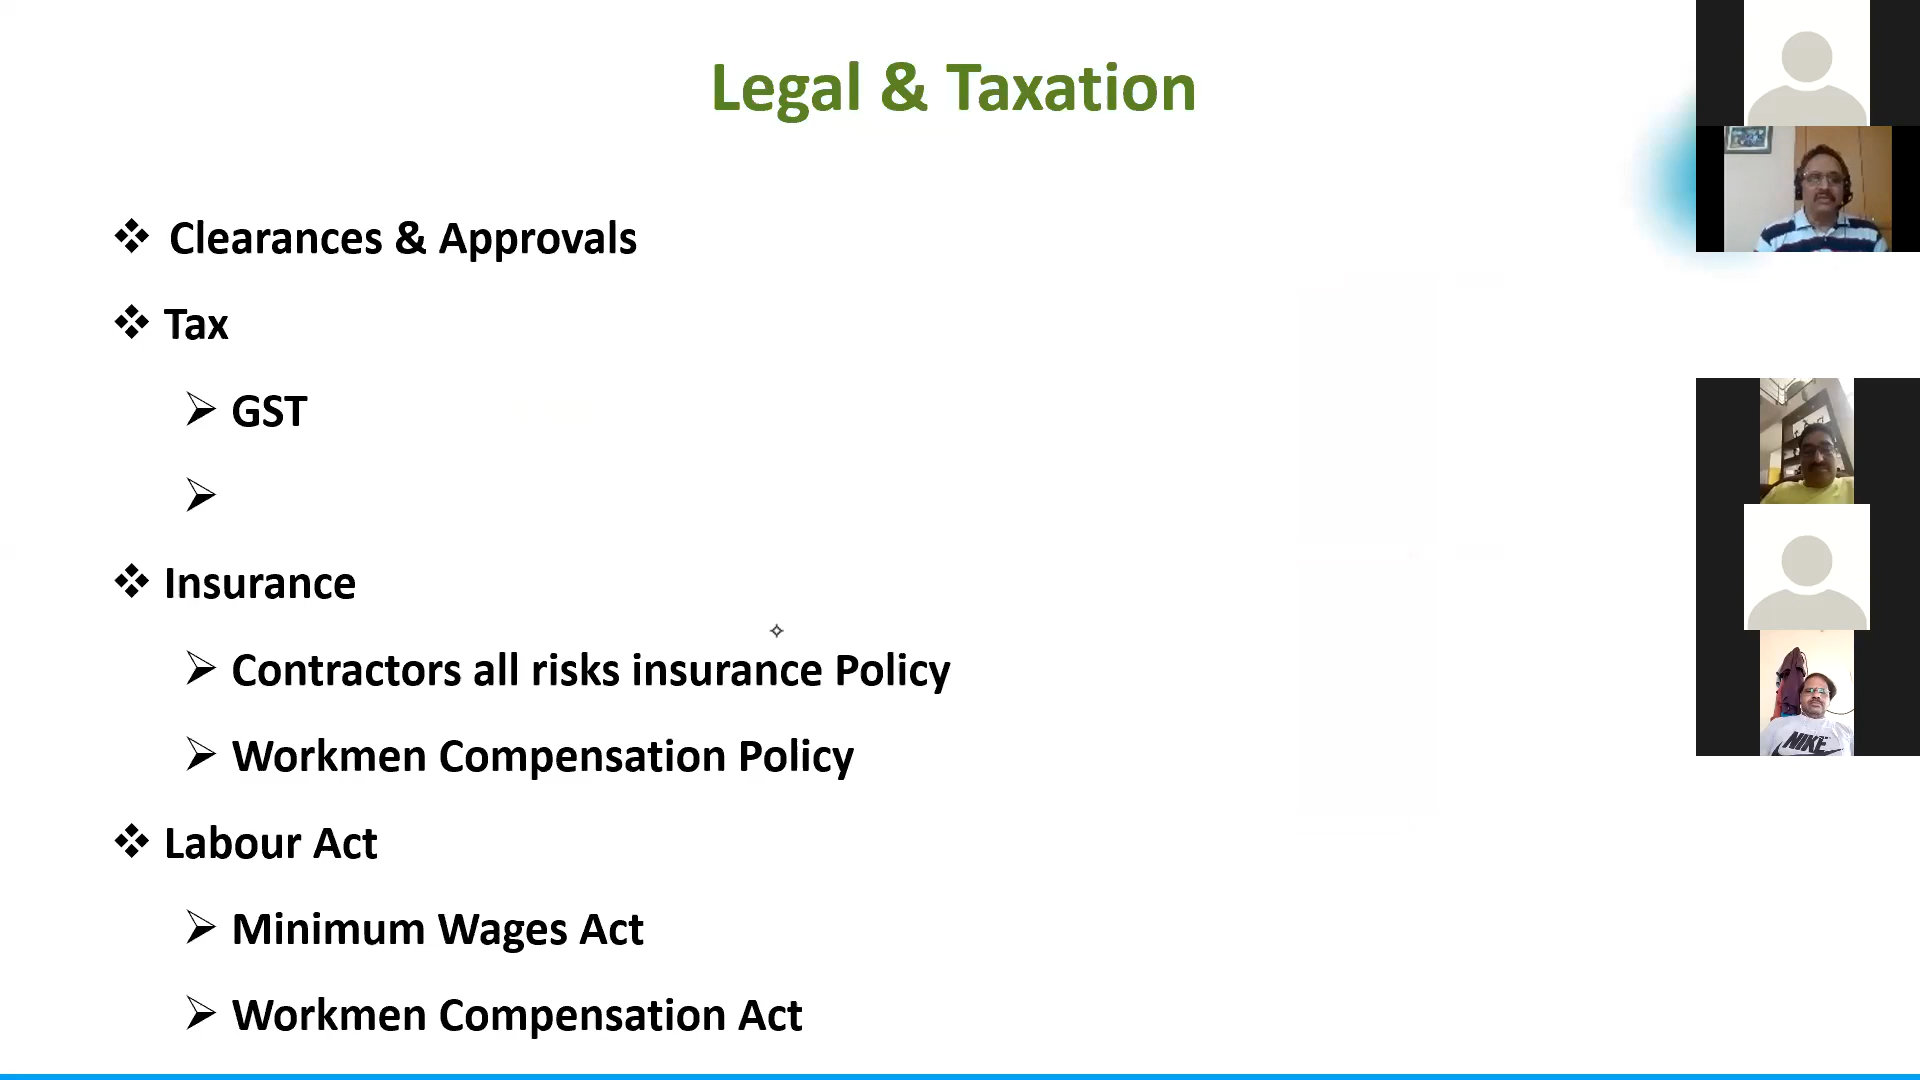 Legal & Taxation
❖ Clearances & Approvals
❖ Tax
➢ GST
➢
❖ Insurance
➢ Contractors all risks insurance Policy
➢ Workmen Compensation Policy
❖ Labour Act
➢ Minimum Wages Act
➢ Workmen Compensation Act
NIKE